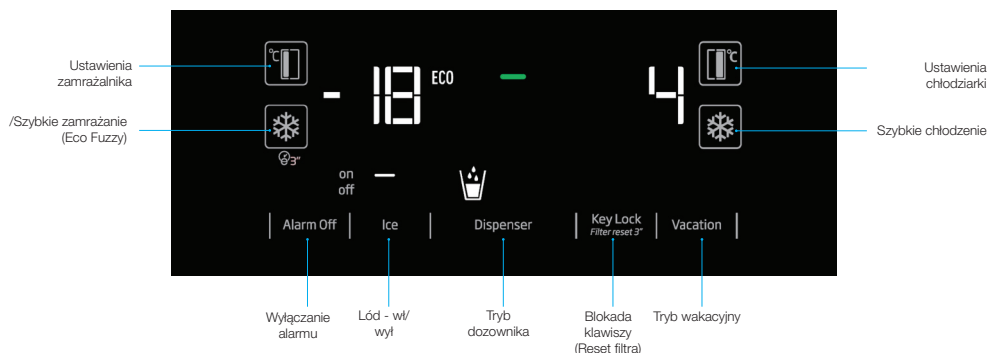 Ustawienia
zamrażalnika
/Szybkie zamrażanie
(Eco Fuzzy)
°C
- 18 ECO
3"
4
°C
Ustawienia
chłodziarki
Szybkie chłodzenie
on
off
Alarm Off
Ice
Dispenser
Key Lock
Filter reset 3"
Vacation
Wyłączanie
alarmu
Lód - wł/
wył
Tryb
dozownika
Blokada
klawiszy
(Reset filtra)
Tryb wakacyjny